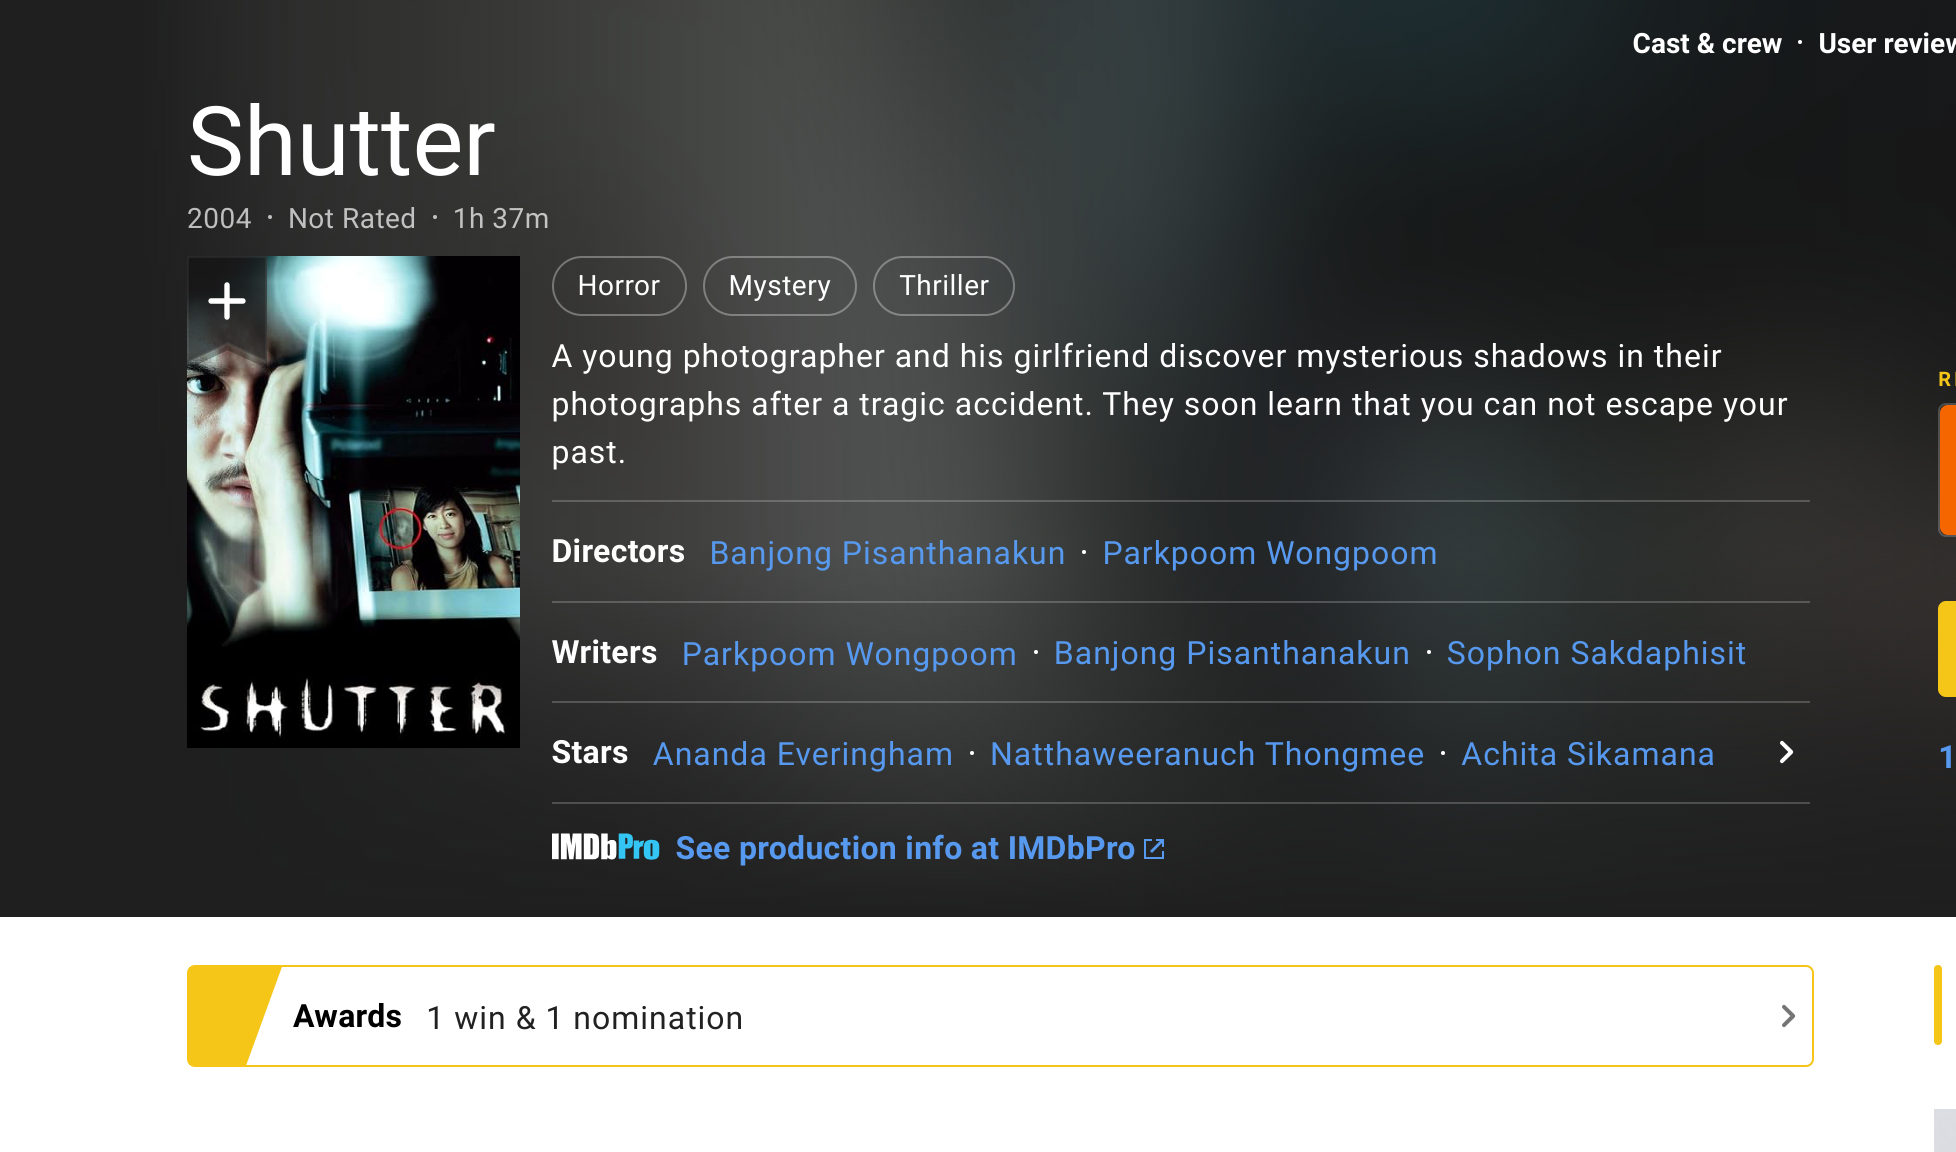 Cast & crew · User review
Shutter
2004 · Not Rated · 1h 37m
Horror
Mystery
Thriller
A young photographer and his girlfriend discover mysterious shadows in their
photographs after a tragic accident. They soon learn that you can not escape your
past.
Directors Banjong Pisanthanakun · Parkpoom Wongpoom
Writers Parkpoom Wongpoom · Banjong Pisanthanakun · Sophon Sakdaphisit
SHUTTER
Stars Ananda Everingham · Natthaweeranuch Thongmee · Achita Sikamana
IMDbPro See production info at IMDbPro
Awards 1 win & 1 nomination